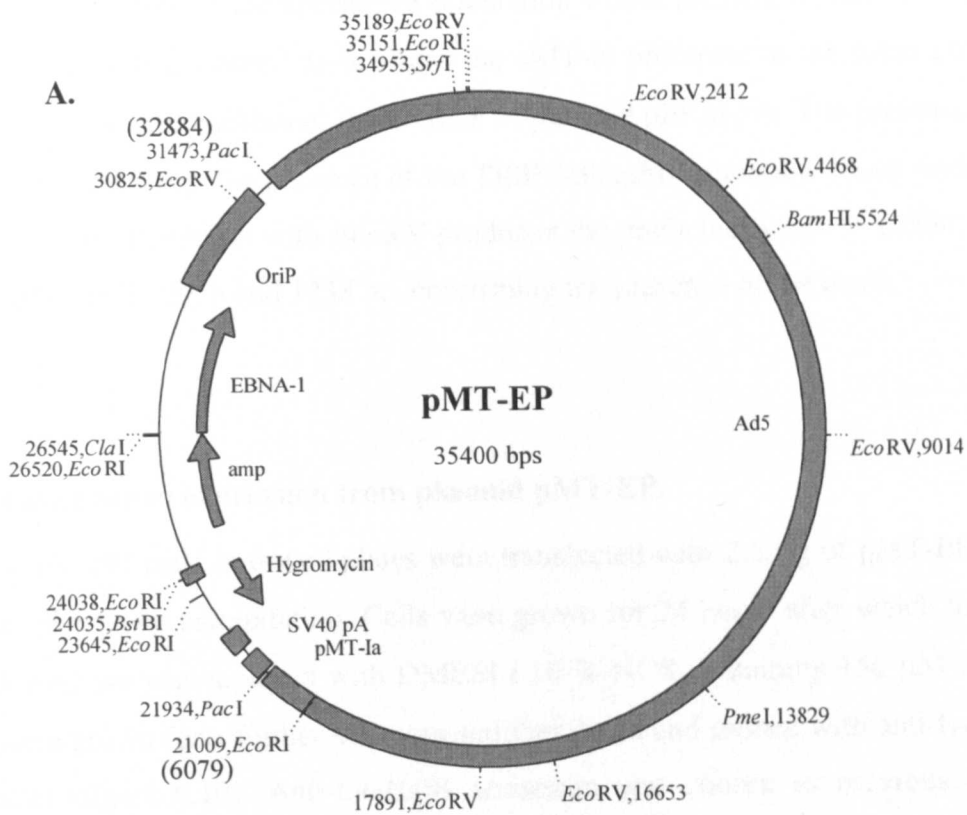 A.
35189,EcoRV
35151,EcoRI
34953,SrfI
EcoRV,2412
(32884)
31473,PacI
30825,EcoRV
EcoRV,4468
BamHI,5524
OriP
EBNA-1
pMT-EP
35400 bps
Ad5
EcoRV,9014
26545,ClaI
26520,EcoRI
amp
Hygromycin
24038,EcoRI
24035,BstBI
23645,EcoRI
SV40 pA
pMT-Ia
21934,PacI
21009,EcoRI
(6079)
PmeI,13829
17891,EcoRV
EcoRV,16653